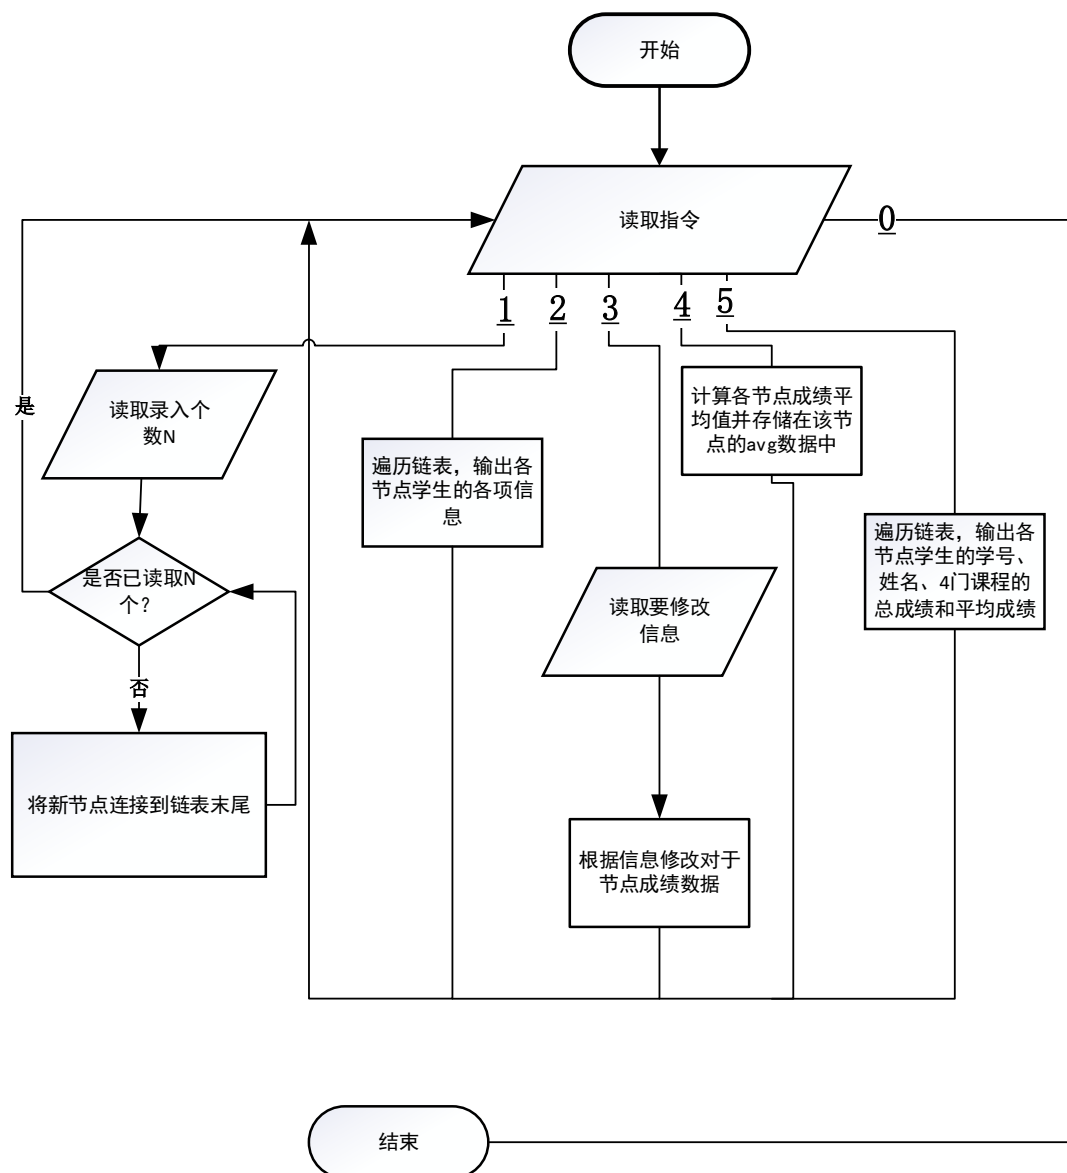 开始
读取指令
0
1
2
3
4
5
是
读取录入个
数N
计算各节点成绩平
均值并存储在该节
点的avg数据中
遍历链表，输出各
节点学生的各项信
息
遍历链表，输出各
节点学生的学号、
姓名、4门课程的
总成绩和平均成绩
是否已读取N
个？
读取要修改
信息
否
将新节点连接到链表末尾
根据信息修改对于
节点成绩数据
结束